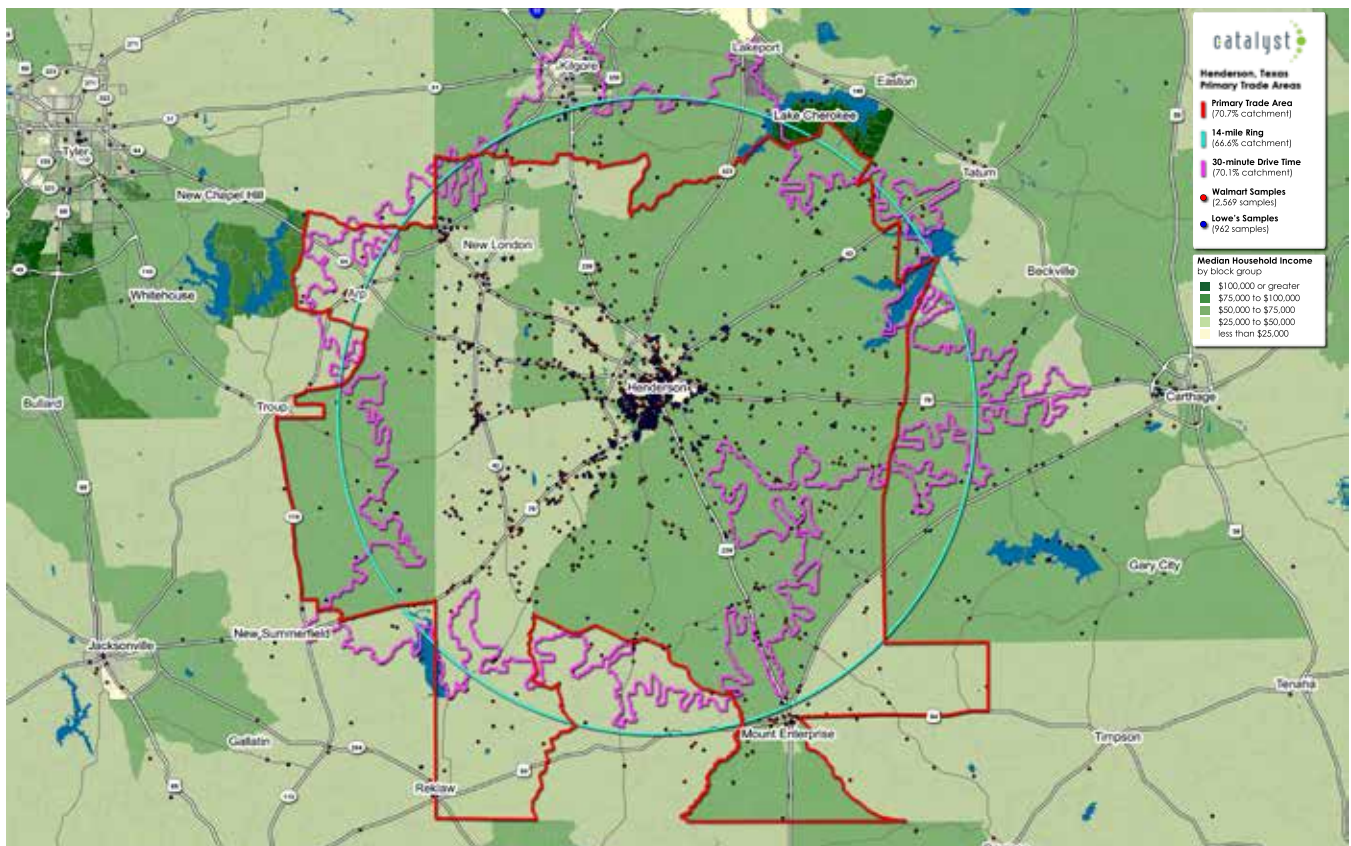 catalyst
Henderson, Texas
Primary Trade Areas
Primary Trade Area
(70.7% catchment)
14-mile Ring
(66.6% catchment)
30-minute Drive Time
(70.1% catchment)
Walmart Samples
(2,569 samples)
Lowe's Samples
(962 samples)
Median Household Income
by block group
$100,000 or greater
$75,000 to $100,000
$50,000 to $75,000
$25,000 to $50,000
less than $25,000
Lakeport
Kilgore
Easton
Lake Cherokee
Tyler
Tatum
New Chapel Hill
New London
Beckville
Whitehouse
Arp
Henderson
Carthage
Bullard
Troup
Gary City
New Summerfield
Jacksonville
Tenaha
Mount Enterprise
Timpson
Gallatin
Reklaw